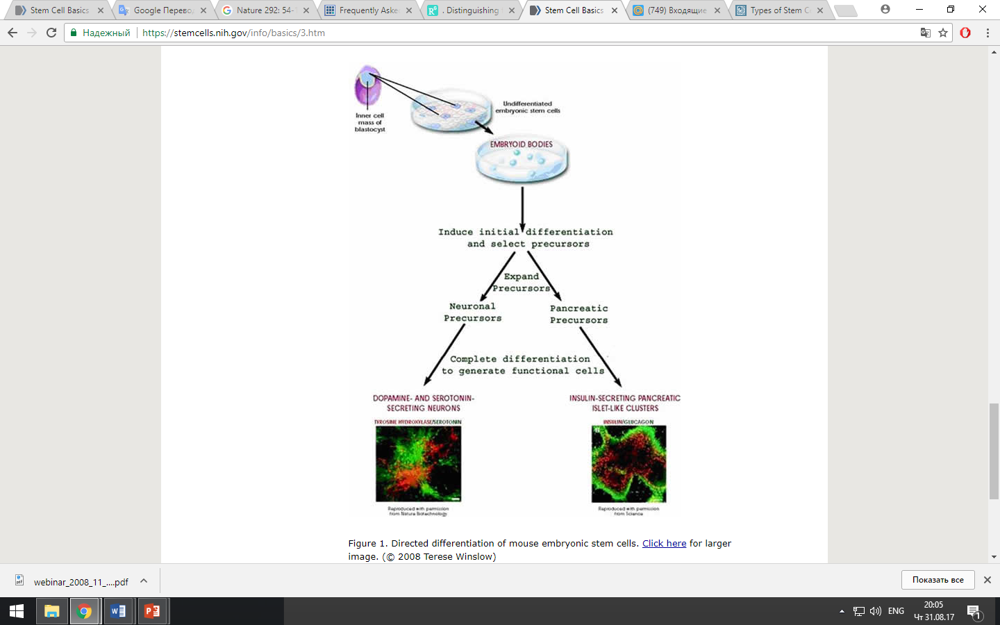 Stem Cell Basics
Google Перево
Nature 292: 54-
Frequently Aske
. Distinguishing
Stem Cell Basics
(749) Входящие
Types of Stem C
Надежный
https://stemcells.nih.gov/info/basics/3.htm
Inner cell
mass of
blastocyst
Undifferentiated
embryonic stem cells
EMBRYOID BODIES
Induce initial differentiation
and select precursors
Expand
Precursors
Neuronal
Precursors
Pancreatic
Precursors
Complete differentiation
to generate functional cells
DOPAMINE- AND SEROTONIN-
SECRETING NEURONS
TYROSINE HYDROXYLASE/SEROTONIN
Reproduced with permission
from Nature Biotechnology
INSULIN-SECRETING PANCREATIC
ISLET-LIKE CLUSTERS
INSULIN/GLUCAGON
Reproduced with permission
from Science
Figure 1. Directed differentiation of mouse embryonic stem cells. Click here for larger
image. (© 2008 Terese Winslow)
webinar_2008_11_....pdf
Показать все
ENG
20:05
Чт 31.08.17
1